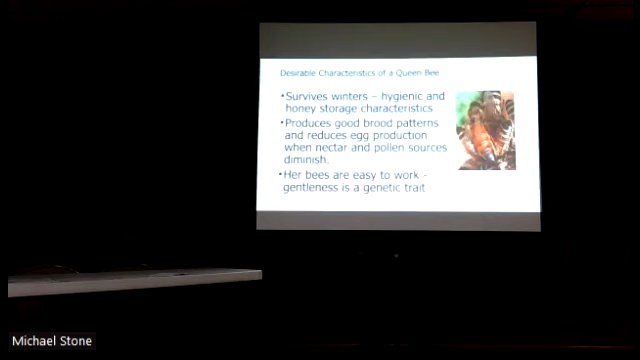 Desirable Characteristics of a Queen Bee
•Survives winters – hygienic and
honey storage characteristics
•Produces good brood patterns
and reduces egg production
when nectar and pollen sources
diminish.
•Her bees are easy to work -
gentleness is a genetic trait
Michael Stone